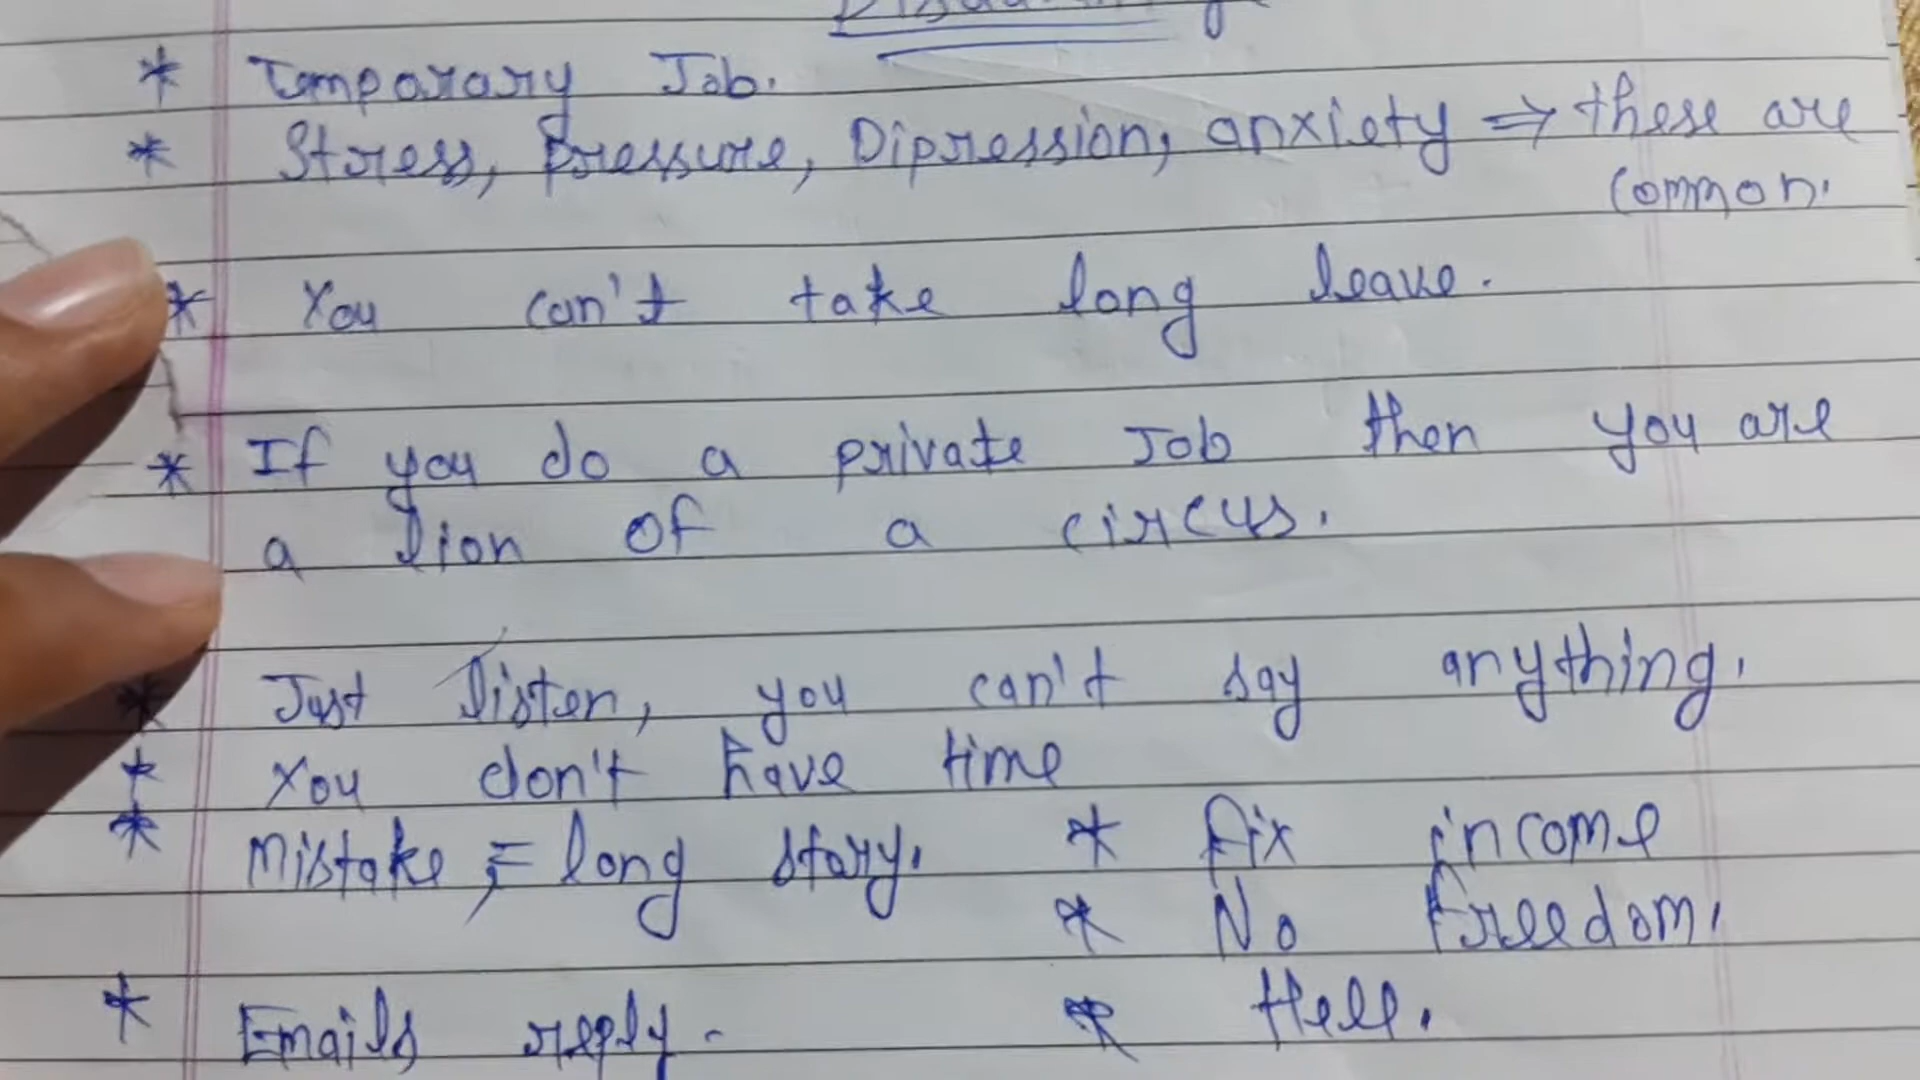 * Temparary Job.
* Stress, Pressure, Dipression, anxiety ⇒ these are
common.
* You can't take long leave.
* If you do a private Job then you are
a lion of a circus.
* Just listen, you can't say anything.
* You don't have time
* Mistake, = long story. * Fix income
* No Freedom.
* Emails reply - * Hell.